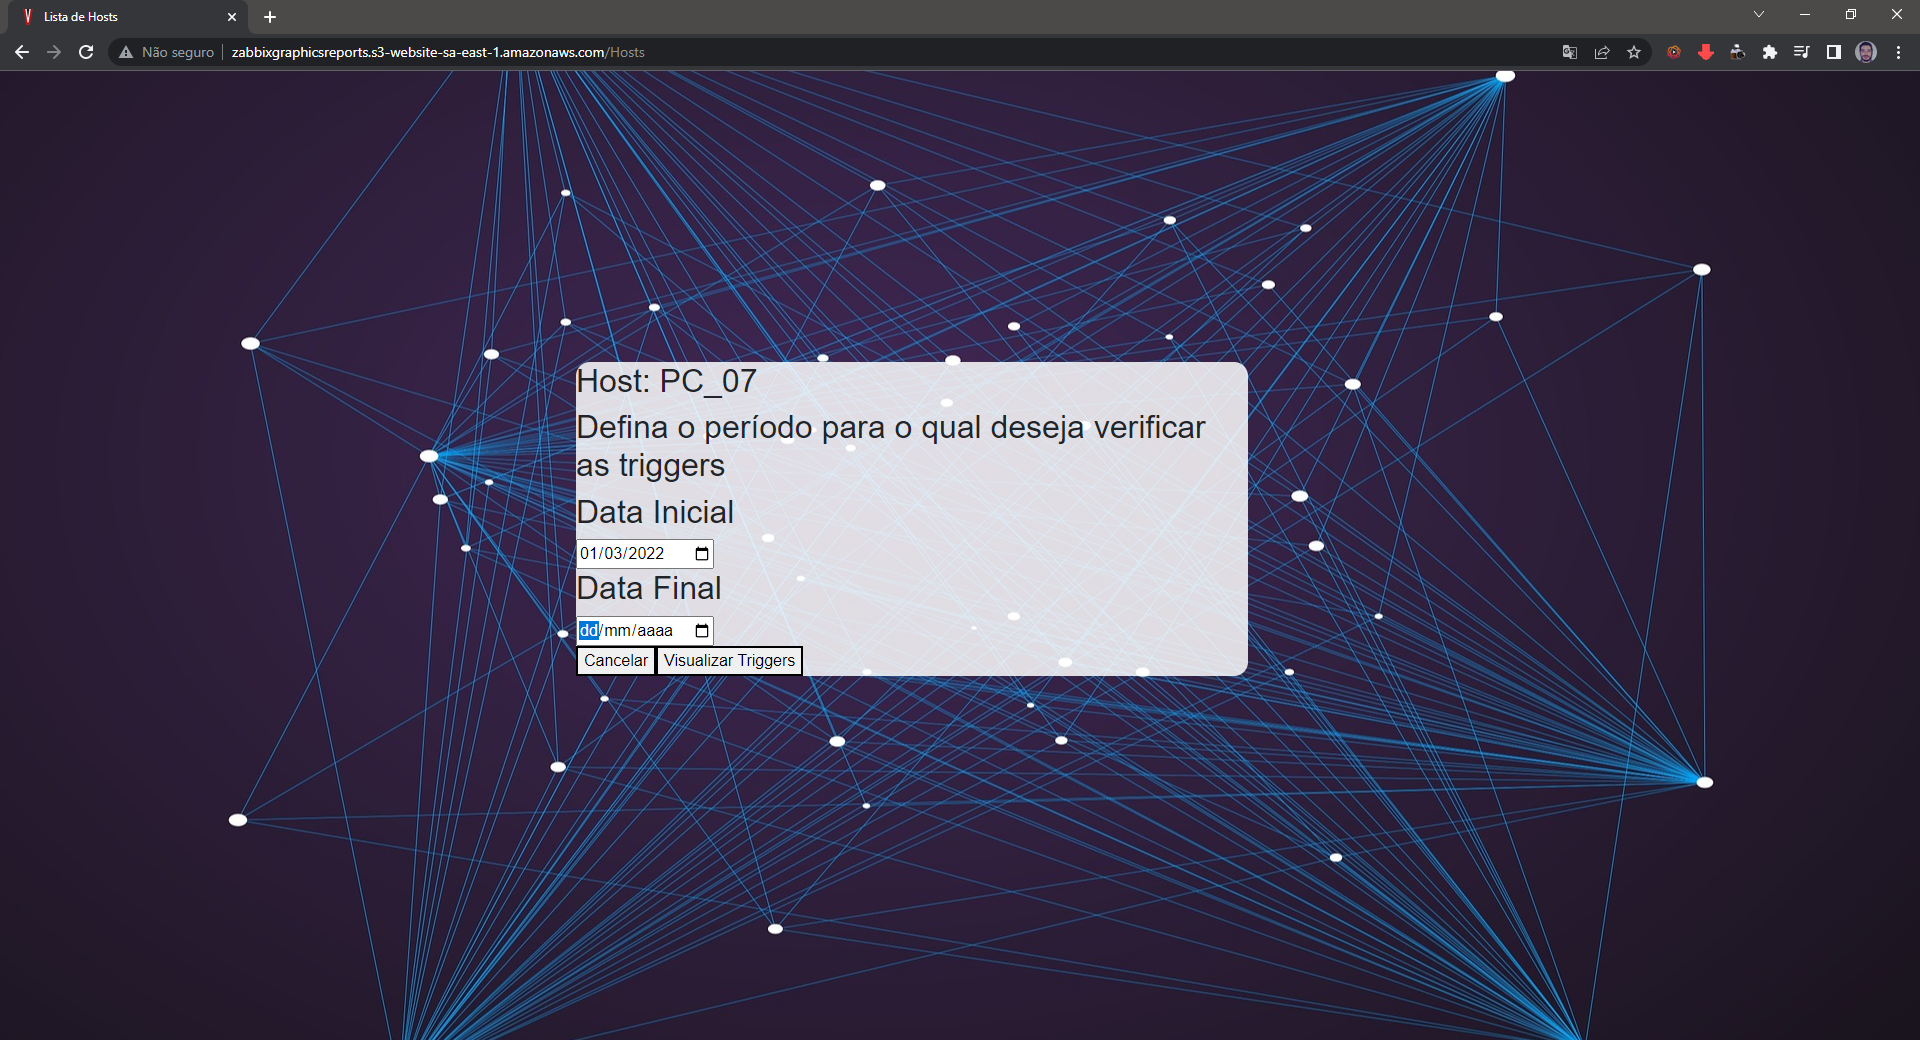 Lista de Hosts
Não seguro
zabbixgraphicsreports.s3-website-sa-east-1.amazonaws.com/Hosts
Host: PC_07
Defina o período para o qual deseja verificar
as triggers
Data Inicial
01/03/2022
Data Final
dd/mm/aaaa
Cancelar Visualizar Triggers